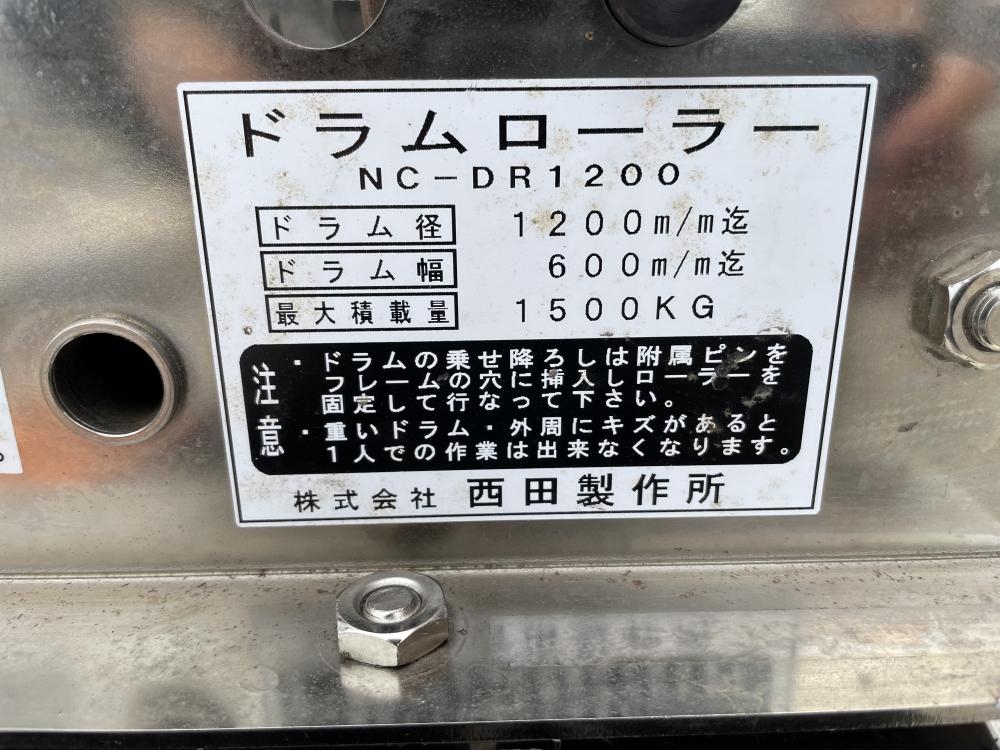 ドラムローラー
NC-DR1200
ドラム径 1200m/m迄
ドラム幅 600m/m迄
最大積載量 1500KG
注意
・ドラムの乗せ降ろしは附属ピンを
フレームの穴に挿入しローラーを
固定して行なって下さい。
・重いドラム・外周にキズがあると
1人での作業は出来なくなります。
株式会社 西田製作所